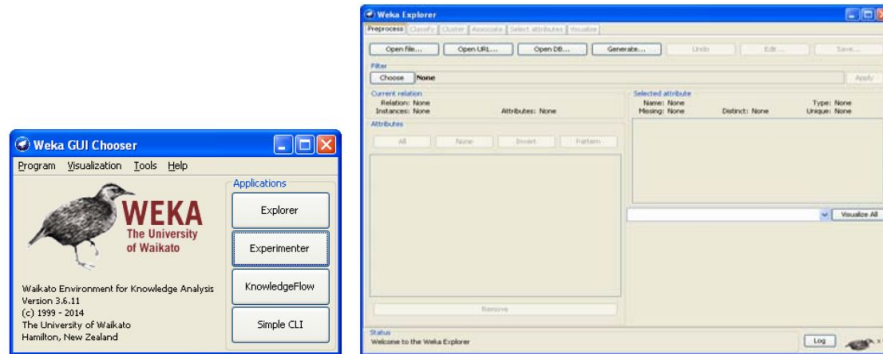 Weka GUI Chooser
Program Visualization Tools Help
WEKA
The University
of Waikato
Waikato Environment for Knowledge Analysis
Version 3.6.11
(c) 1999 - 2014
The University of Waikato
Hamilton, New Zealand
Applications
Explorer
Experimenter
KnowledgeFlow
Simple CLI
Weka Explorer
Preprocess Classify Cluster Associate Select attributes Visualize
Open file... Open URL... Open DB... Generate... Undo Edit... Save...
Filter
Choose None Apply
Current relation
Relation: None
Instances: None Attributes: None
Attributes
All None Invert Pattern
Remove
Selected attribute
Name: None Type: None
Missing: None Distinct: None Unique: None
Visualize All
Status
Welcome to the Weka Explorer
Log x